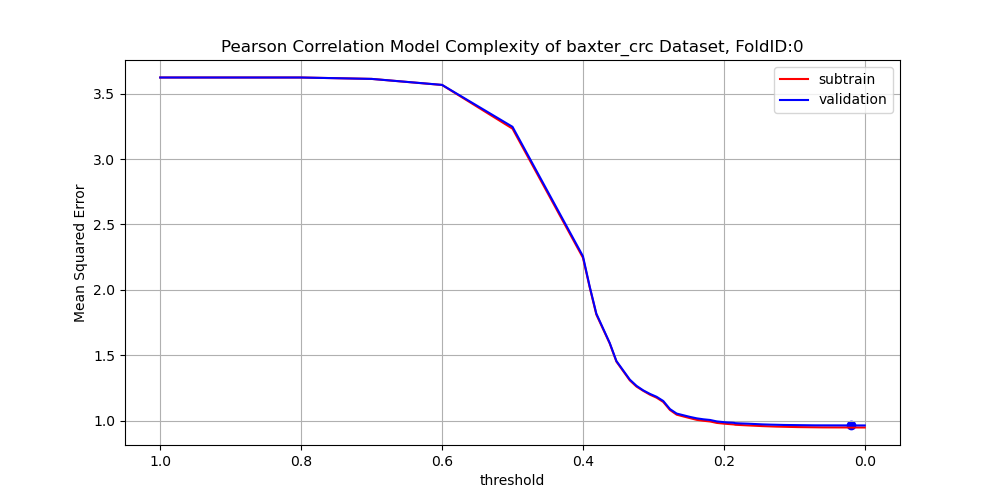 Pearson Correlation Model Complexity of baxter_crc Dataset, FoldID:0
subtrain
validation
Mean Squared Error
3.5
3.0
2.5
2.0
1.5
1.0
1.0 0.8 0.6 0.4 0.2 0.0
threshold